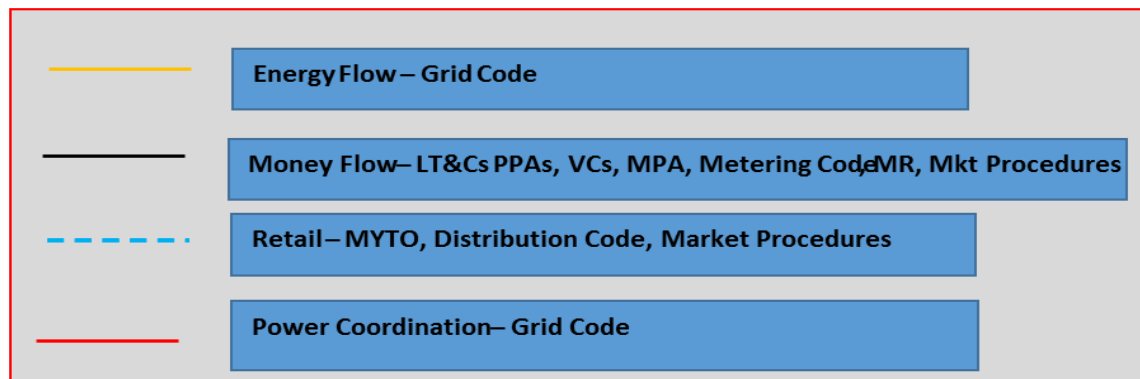 Energy Flow – Grid Code
Money Flow – LT&Cs PPAs, VCs, MPA, Metering Code, MR, Mkt Procedures
Retail – MYTO, Distribution Code, Market Procedures
Power Coordination – Grid Code